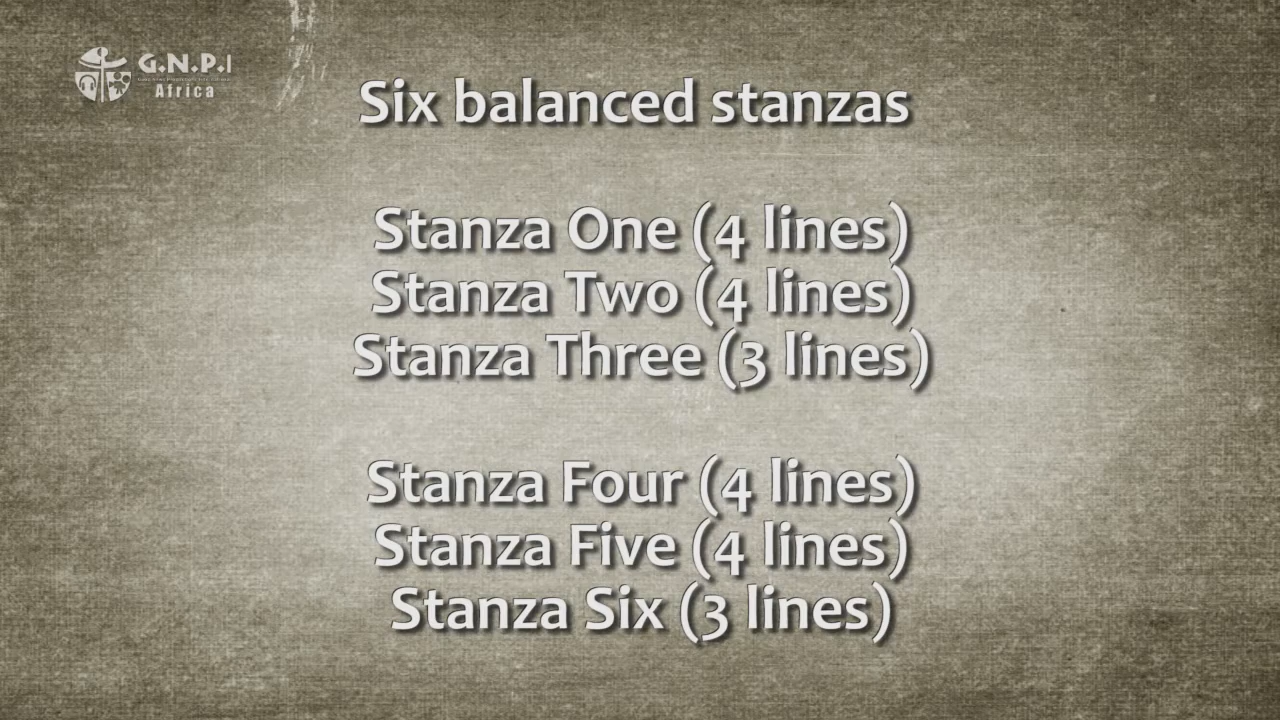 G.N.P.I
Africa
Six balanced stanzas
Stanza One (4 lines)
Stanza Two (4 lines)
Stanza Three (3 lines)
Stanza Four (4 lines)
Stanza Five (4 lines)
Stanza Six (3 lines)